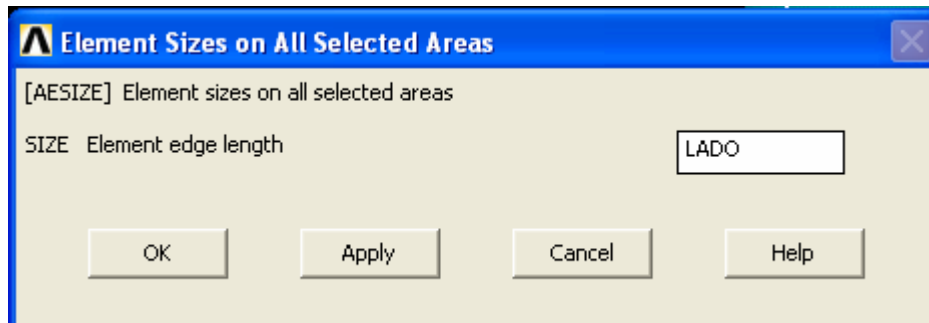 Element Sizes on All Selected Areas
[AESIZE] Element sizes on all selected areas
SIZE Element edge length LADO
OK Apply Cancel Help